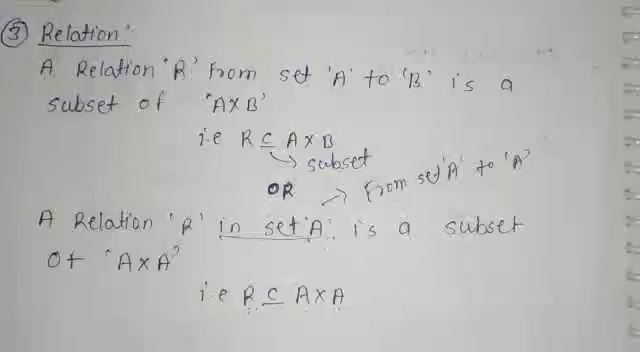 ③ Relation:
A Relation 'R' From set 'A' to 'B' is a
subset of 'A×B'
i.e R ⊆ A×B
→ subset
OR → From set 'A' to 'A'
A Relation 'R' in set 'A' is a subset
Of 'A×A'
i.e R ⊆ A×A